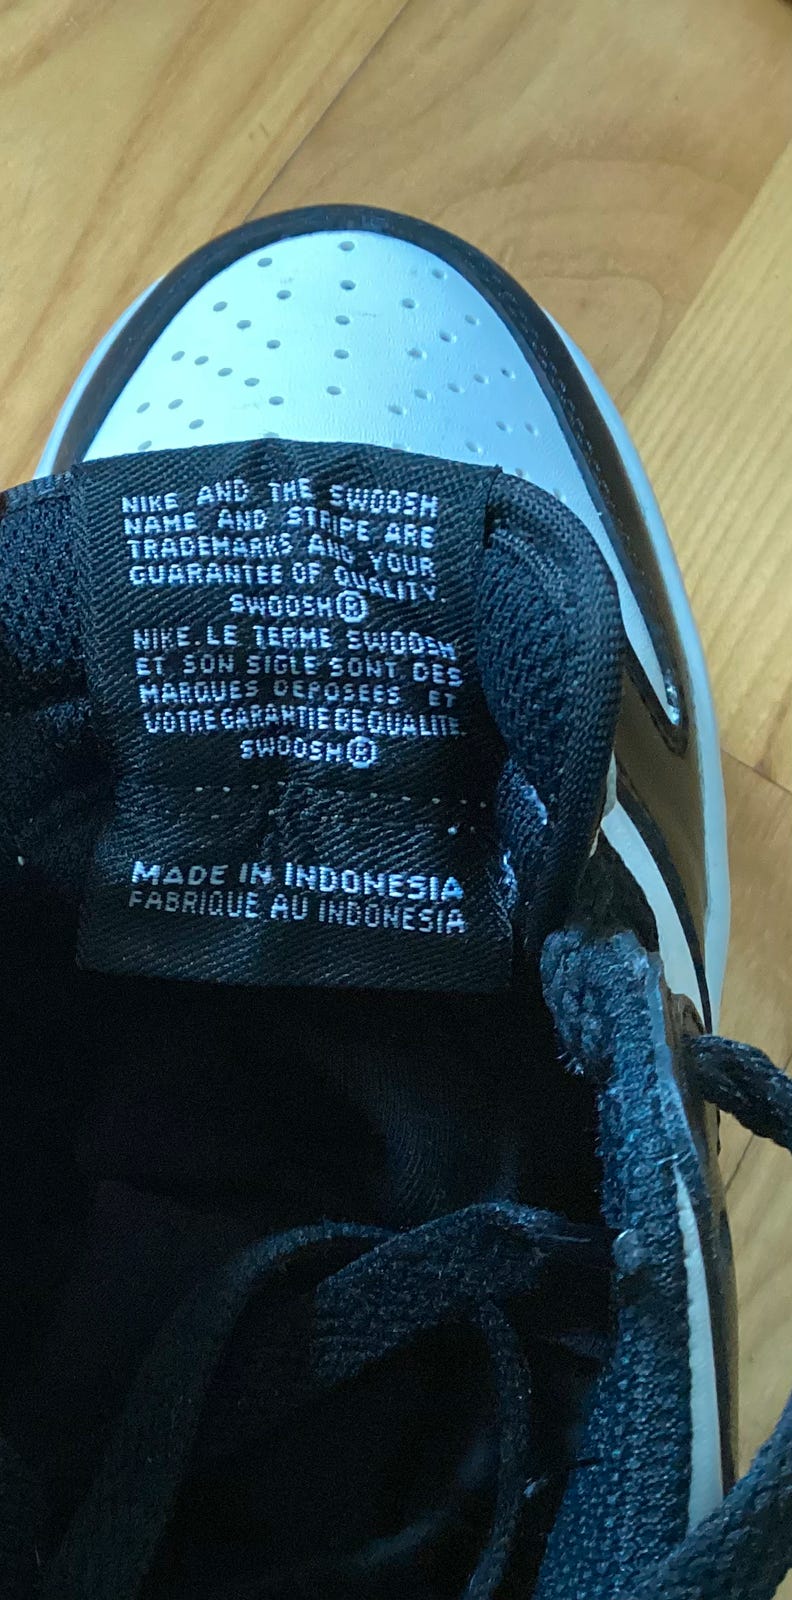 NIKE AND THE SWOOSH
NAME AND STRIPE ARE
TRADEMARKS AND YOUR
GUARANTEE OF QUALITY.
SWOOSH®
NIKE. LE TERME SWOOSH
ET SON SIGLE SONT DES
MARQUES DEPOSEES ET
VOTRE GARANTIE DE QUALITE.
SWOOSH®
MADE IN INDONESIA
FABRIQUE AU INDONESIA